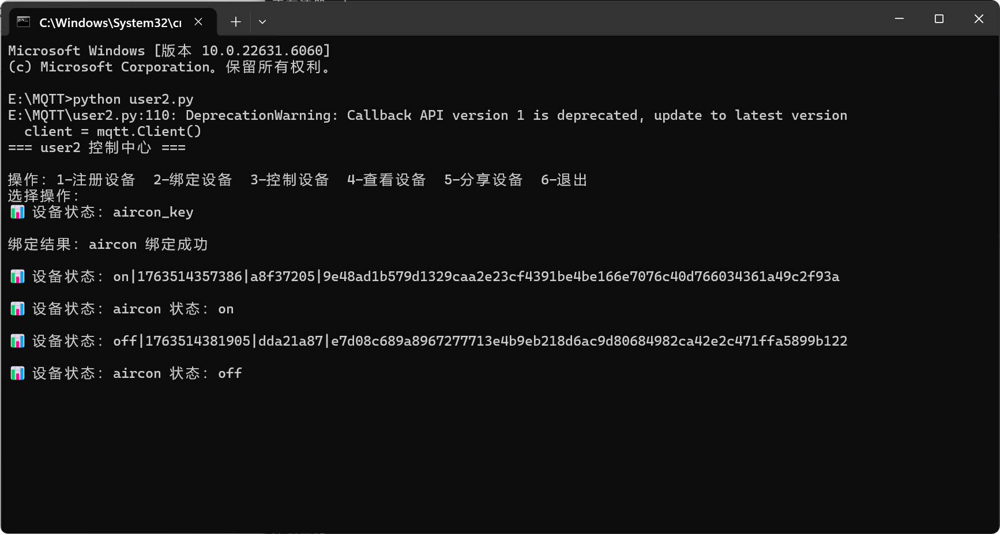 C:\Windows\System32\cr
Microsoft Windows [版本 10.0.22631.6060]
(c) Microsoft Corporation。保留所有权利。
E:\MQTT>python user2.py
E:\MQTT\user2.py:110: DeprecationWarning: Callback API version 1 is deprecated, update to latest version
client = mqtt.Client()
=== user2 控制中心 ===
操作: 1-注册设备 2-绑定设备 3-控制设备 4-查看设备 5-分享设备 6-退出
选择操作:
📊 设备状态: aircon_key
绑定结果: aircon 绑定成功
📊 设备状态: on|1763514357386|a8f37205|9e48ad1b579d1329caa2e23cf4391be4be166e7076c40d766034361a49c2f93a
📊 设备状态: aircon 状态: on
📊 设备状态: off|1763514381905|dda21a87|e7d08c689a8967277713e4b9eb218d6ac9d80684982ca42e2c471ffa5899b122
📊 设备状态: aircon 状态: off